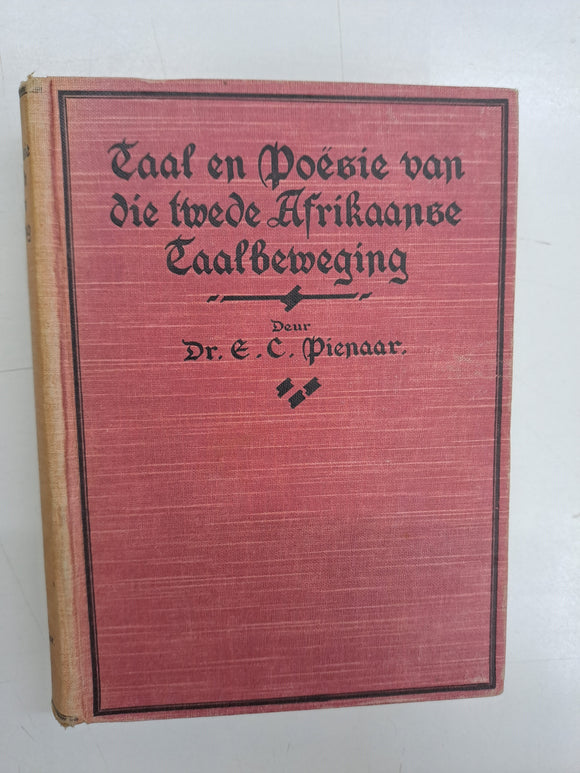 Taal en Poësie van
die twede Afrikaanse
Taalbeweging
Deur
Dr. E. C. Pienaar.